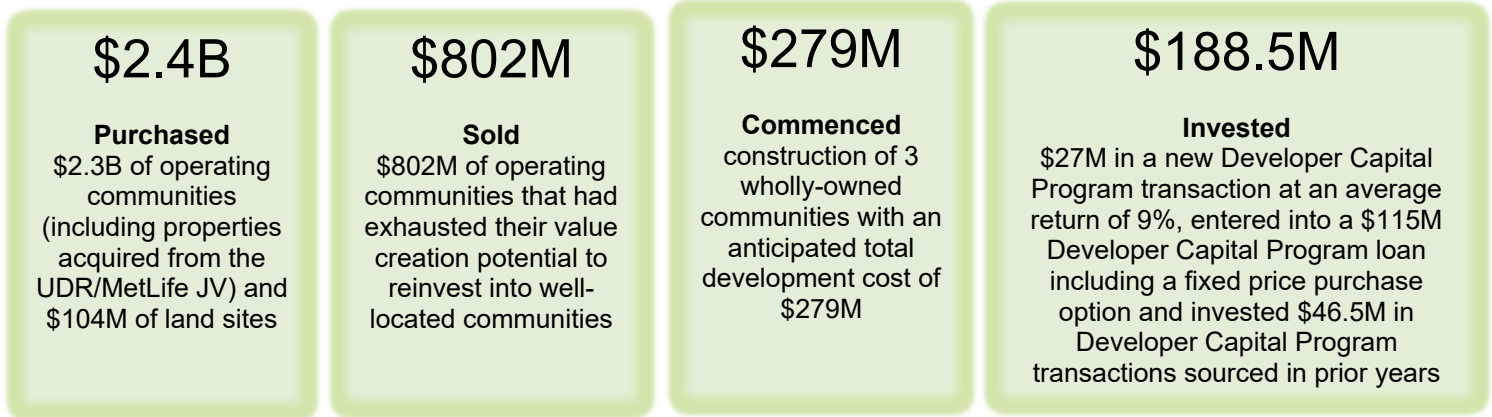 $2.4B
Purchased
$2.3B of operating
communities
(including properties
acquired from the
UDR/MetLife JV) and
$104M of land sites
$802M
Sold
$802M of operating
communities that had
exhausted their value
creation potential to
reinvest into well-
located communities
$279M
Commenced
construction of 3
wholly-owned
communities with an
anticipated total
development cost of
$279M
$188.5M
Invested
$27M in a new Developer Capital
Program transaction at an average
return of 9%, entered into a $115M
Developer Capital Program loan
including a fixed price purchase
option and invested $46.5M in
Developer Capital Program
transactions sourced in prior years